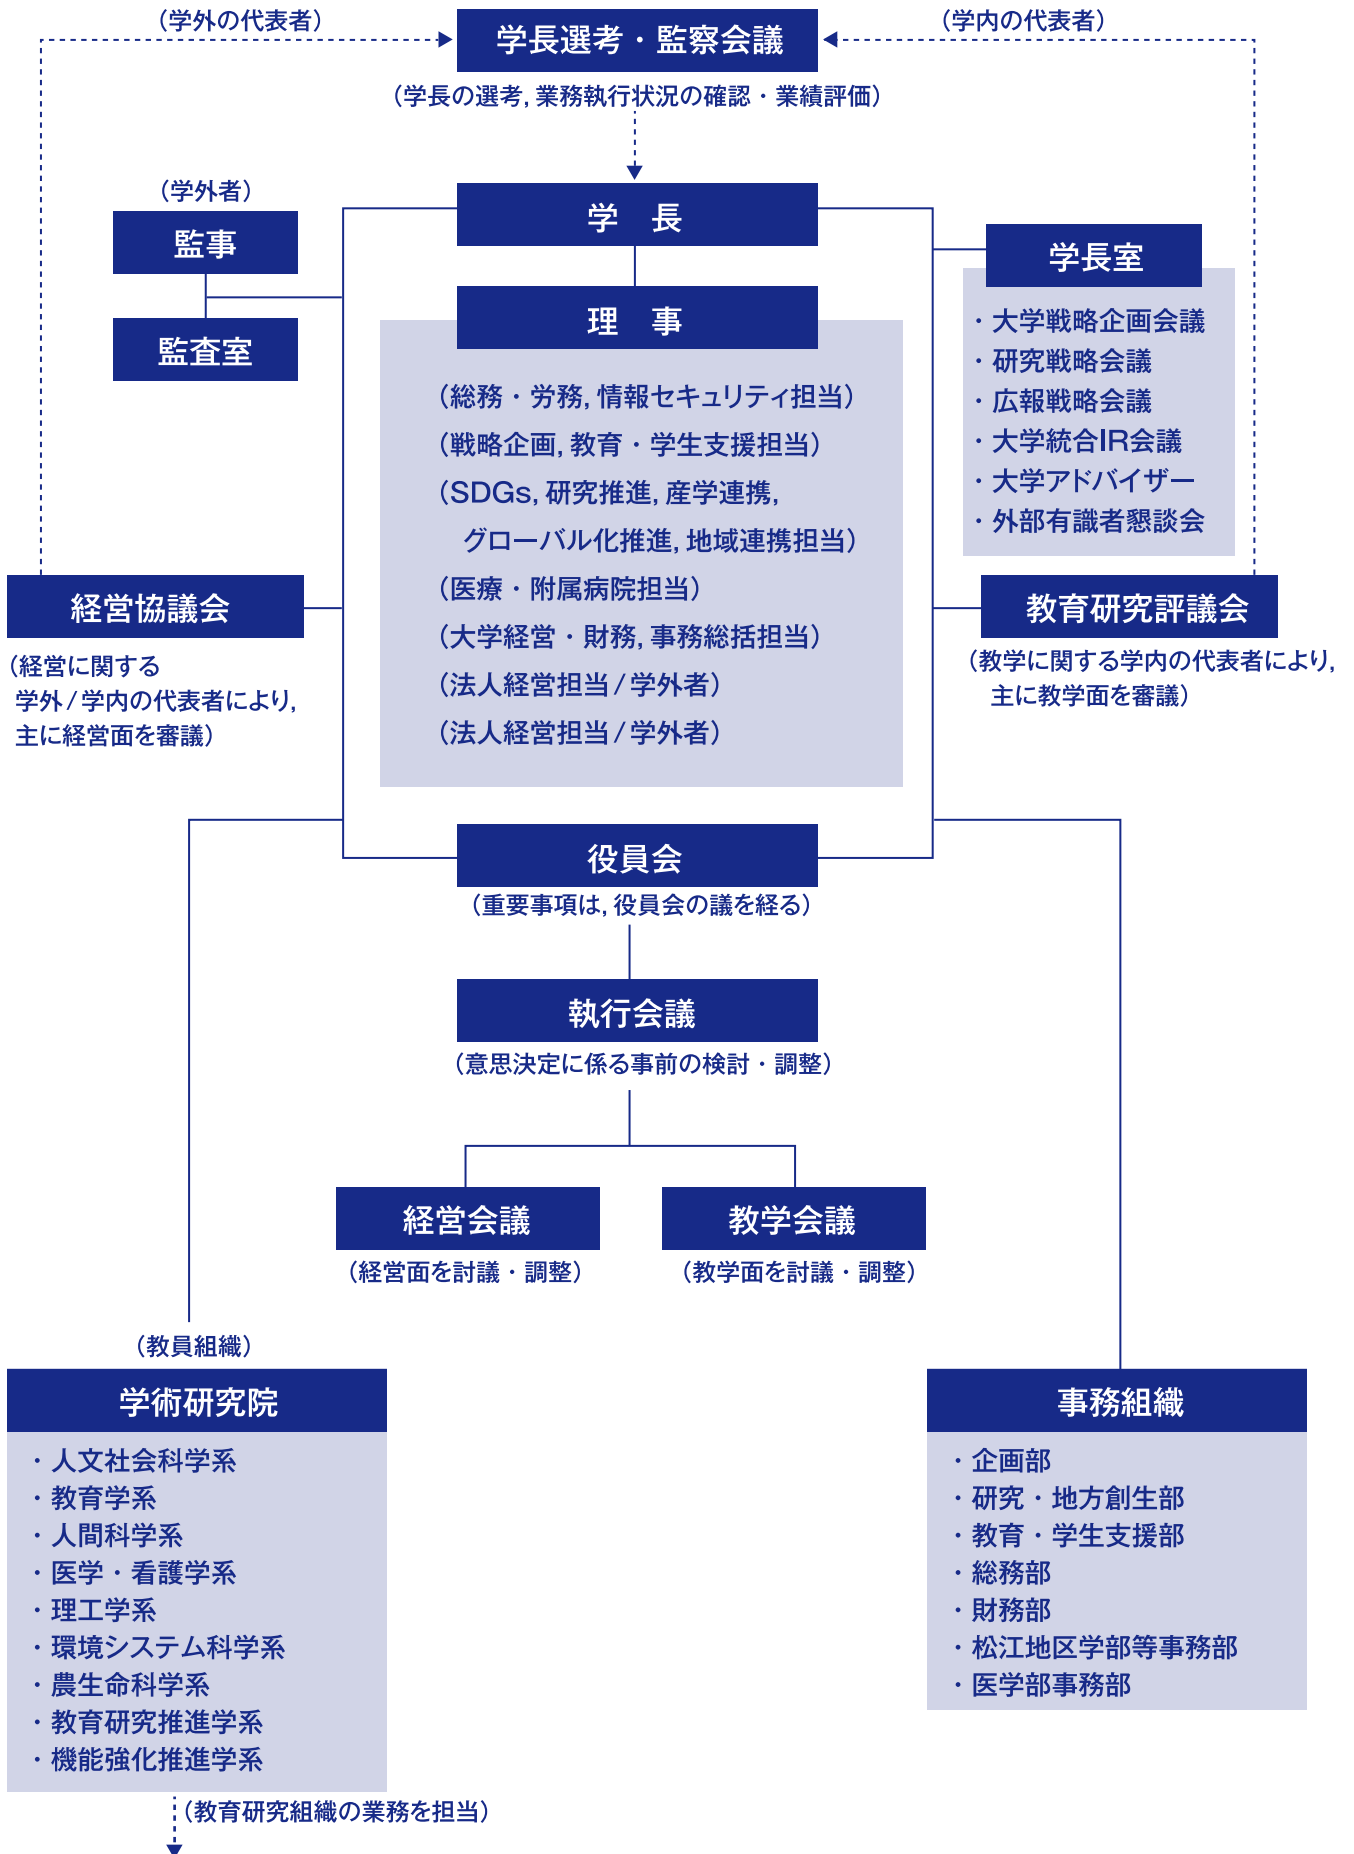 （学外の代表者）
学長選考・監察会議
（学内の代表者）
（学長の選考, 業務執行状況の確認・業績評価）
（学外者）
監事
監査室
学　長
理　事
（総務・労務, 情報セキュリティ担当）
（戦略企画, 教育・学生支援担当）
（SDGs, 研究推進, 産学連携,
グローバル化推進, 地域連携担当）
（医療・附属病院担当）
（大学経営・財務, 事務総括担当）
（法人経営担当/学外者）
（法人経営担当/学外者）
学長室
・大学戦略企画会議
・研究戦略会議
・広報戦略会議
・大学統合IR会議
・大学アドバイザー
・外部有識者懇談会
経営協議会
（経営に関する
学外/学内の代表者により,
主に経営面を審議）
教育研究評議会
（教学に関する学内の代表者により,
主に教学面を審議）
役員会
（重要事項は, 役員会の議を経る）
執行会議
（意思決定に係る事前の検討・調整）
経営会議
（経営面を討議・調整）
教学会議
（教学面を討議・調整）
（教員組織）
学術研究院
・人文社会科学系
・教育学系
・人間科学系
・医学・看護学系
・理工学系
・環境システム科学系
・農生命科学系
・教育研究推進学系
・機能強化推進学系
（教育研究組織の業務を担当）
事務組織
・企画部
・研究・地方創生部
・教育・学生支援部
・総務部
・財務部
・松江地区学部等事務部
・医学部事務部